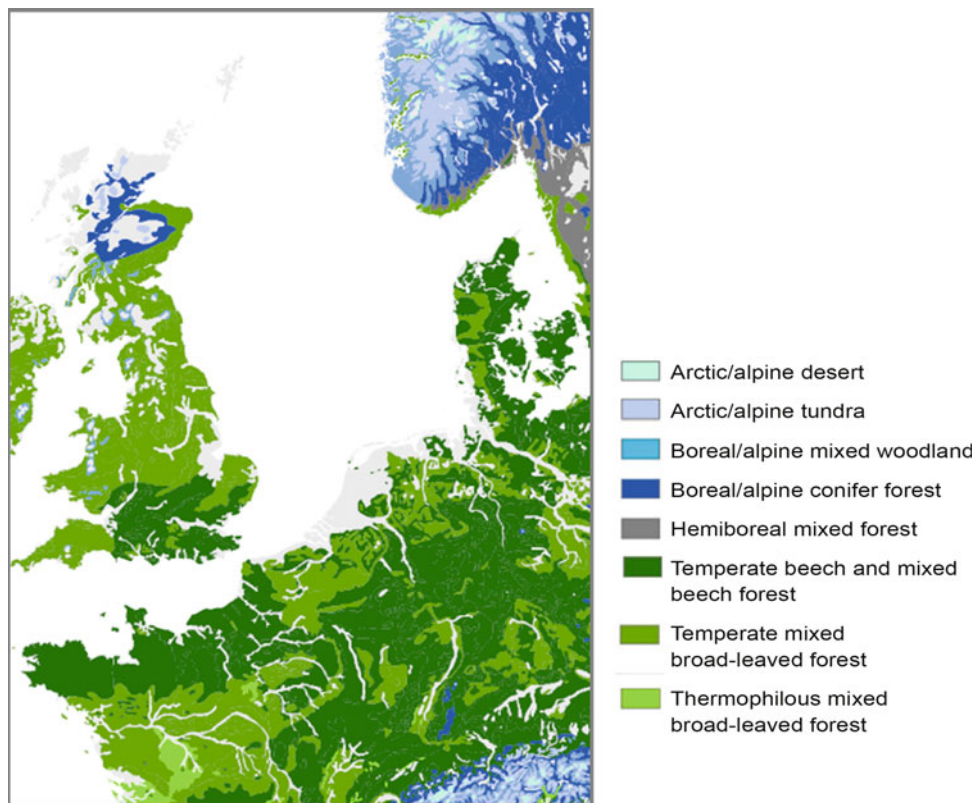 Arctic/alpine desert
Arctic/alpine tundra
Boreal/alpine mixed woodland
Boreal/alpine conifer forest
Hemiboreal mixed forest
Temperate beech and mixed
beech forest
Temperate mixed
broad-leaved forest
Thermophilous mixed
broad-leaved forest